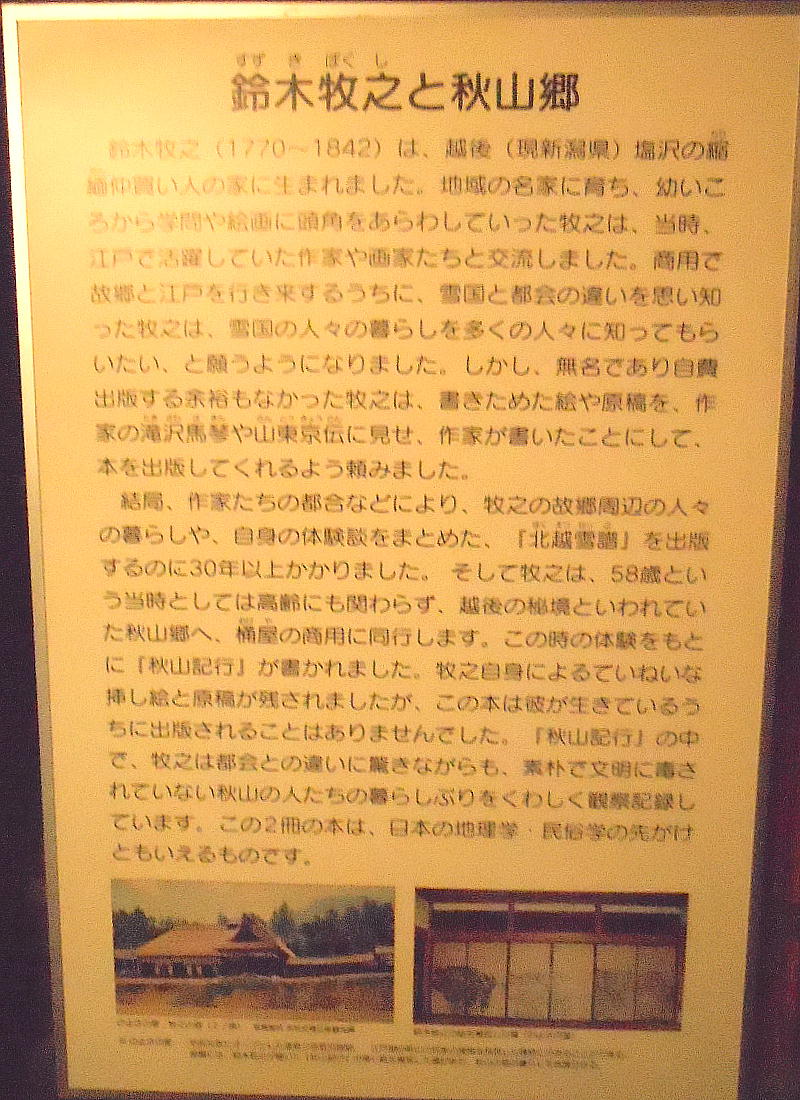 すず き ぼく し
鈴木牧之と秋山郷
鈴木牧之（1770～1842）は、越後（現新潟県）塩沢の縮
緬仲買い人の家に生まれました。地域の名家に育ち、幼いこ
ろから学問や絵画に頭角をあらわしていった牧之は、当時、
江戸で活躍していた作家や画家たちと交流しました。商用で
故郷と江戸を行き来するうちに、雪国と都会の違いを思い知
った牧之は、雪国の人々の暮らしを多くの人々に知ってもら
いたい、と願うようになりました。しかし、無名であり自費
出版する余裕もなかった牧之は、書きためた絵や原稿を、作
家の滝沢馬琴や山東京伝に見せ、作家が書いたことにして、
本を出版してくれるよう頼みました。
結局、作家たちの都合などにより、牧之の故郷周辺の人々
の暮らしや、自身の体験談をまとめた、『北越雪譜』を出版
するのに30年以上かかりました。そして牧之は、58歳とい
う当時としては高齢にも関わらず、越後の秘境といわれてい
た秋山郷へ、桶屋の商用に同行します。この時の体験をもと
に『秋山記行』が書かれました。牧之自身によるていねいな
挿し絵と原稿が残されましたが、この本は彼が生きているう
ちに出版されることはありませんでした。『秋山記行』の中
で、牧之は都会との違いに驚きながらも、素朴で文明に毒さ
れていない秋山の人たちの暮らしぶりをくわしく観察記録し
ています。この2冊の本は、日本の地理学・民俗学の先がけ
ともいえるものです。